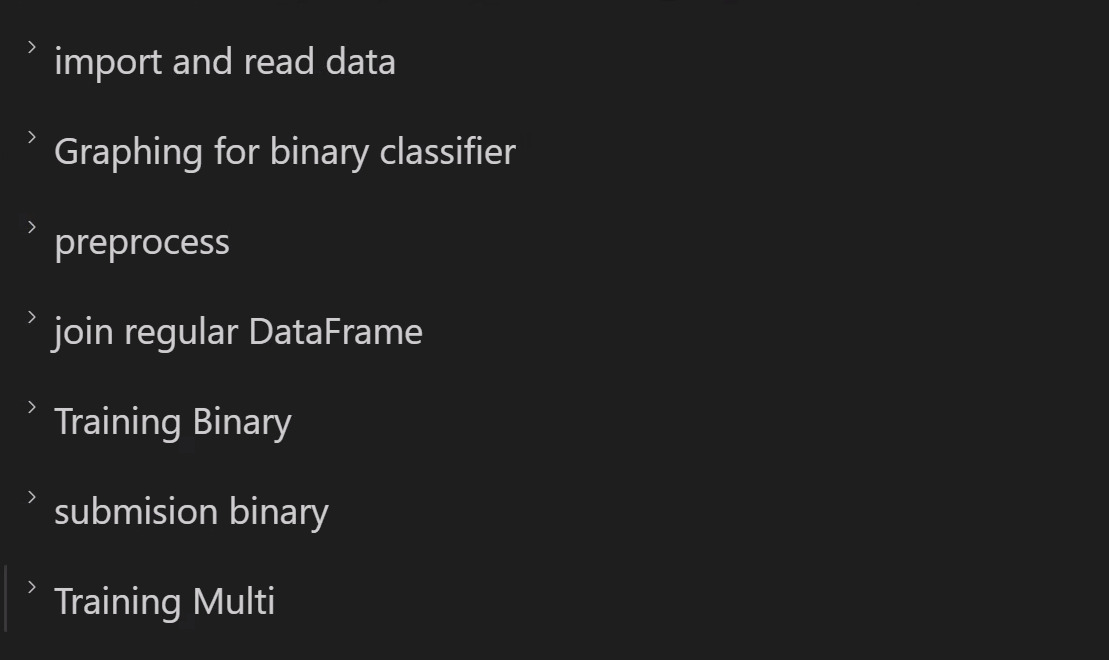 import and read data
Graphing for binary classifier
preprocess
join regular DataFrame
Training Binary
submision binary
Training Multi